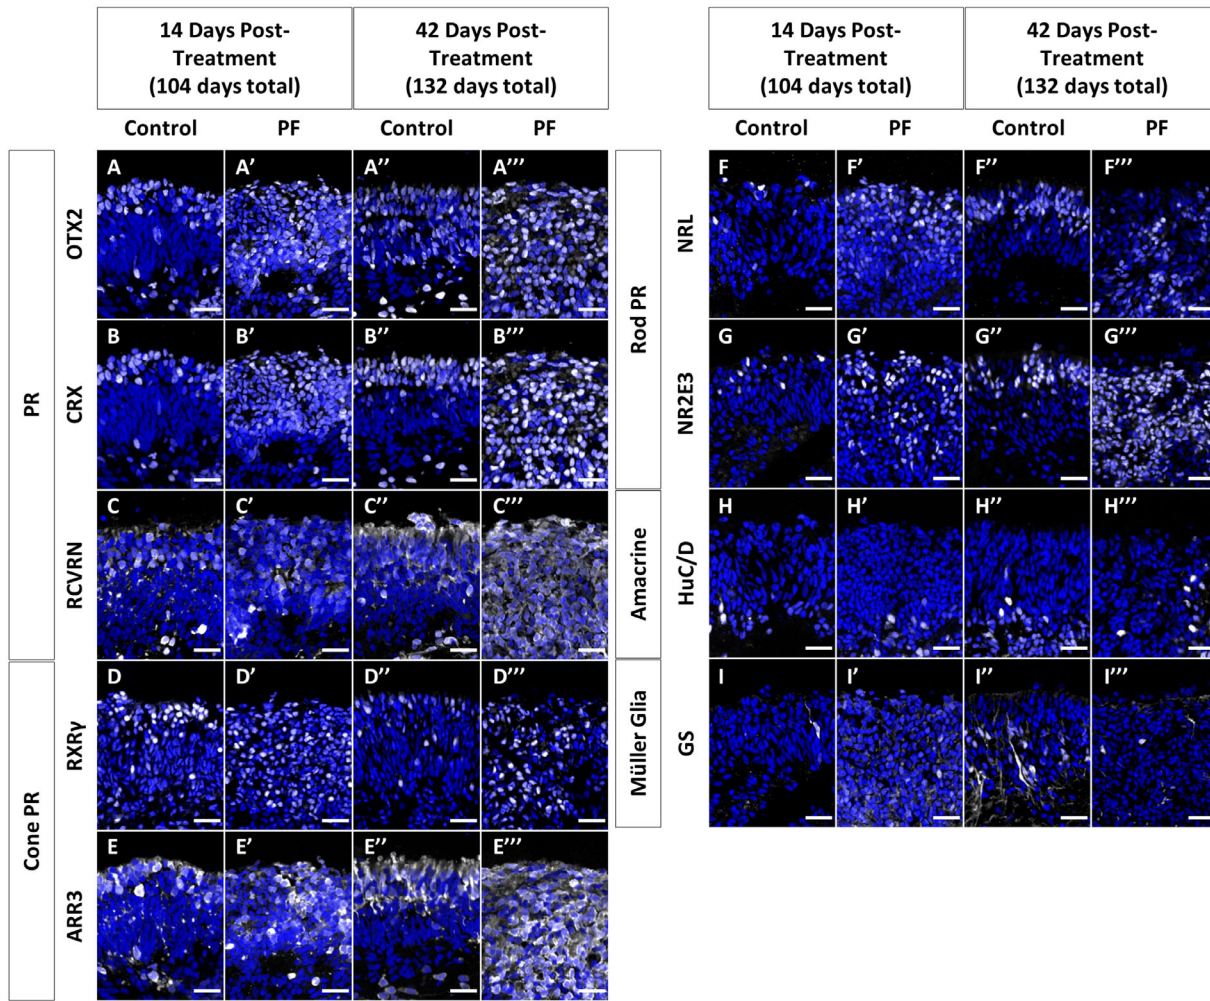 14 Days Post-
Treatment
(104 days total)
42 Days Post-
Treatment
(132 days total)
Control
PF
Control
PF
PR
OTX2
A
A’
A’’
A’’’
CRX
B
B’
B’’
B’’’
RCVRN
C
C’
C’’
C’’’
Cone PR
RXRγ
D
D’
D’’
D’’’
ARR3
E
E’
E’’
E’’’
14 Days Post-
Treatment
(104 days total)
42 Days Post-
Treatment
(132 days total)
Control
PF
Control
PF
Rod PR
NRL
F
F’
F’’
F’’’
NR2E3
G
G’
G’’
G’’’
Amacrine
HuC/D
H
H’
H’’
H’’’
Müller Glia
GS
I
I’
I’’
I’’’